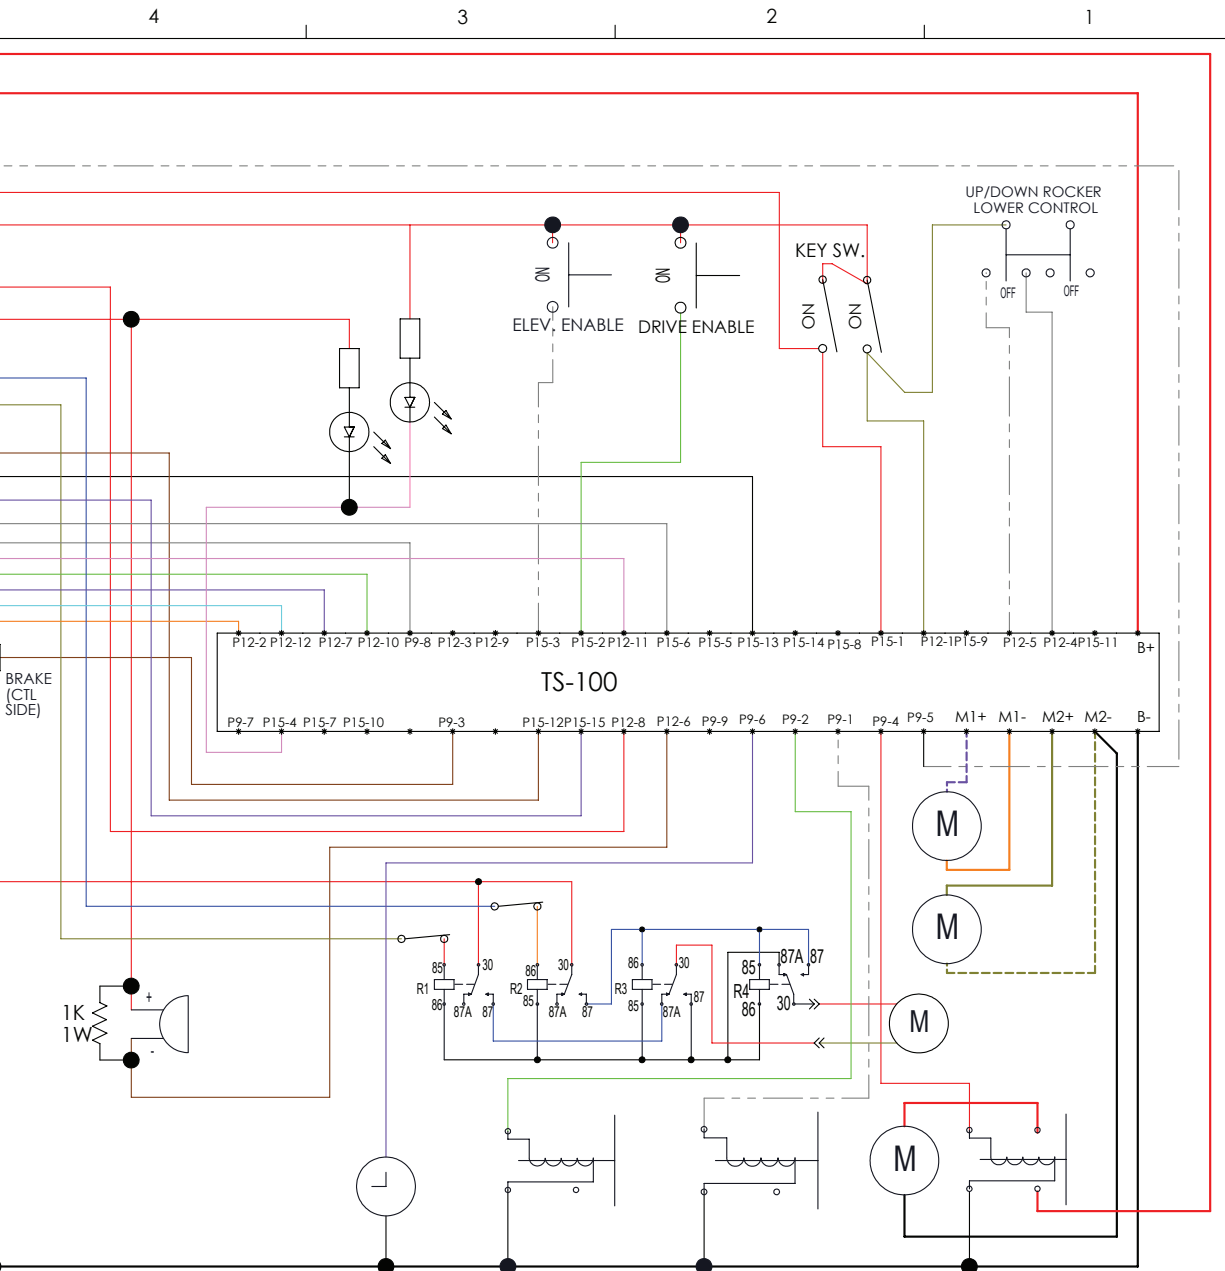 4 3 2 1
UP/DOWN ROCKER
LOWER CONTROL
KEY SW.
ON ON ON ON
OFF OFF
ELEV. ENABLE DRIVE ENABLE
P12-2 P12-12 P12-7 P12-10 P9-8 P12-3 P12-9 P15-3 P15-2 P12-11 P15-6 P15-5 P15-13 P15-14 P15-8 P15-1 P12-1 P15-9 P12-5 P12-4 P15-11 B+
BRAKE
(CTL
SIDE)
TS-100
P9-7 P15-4 P15-7 P15-10 P9-3 P15-12 P15-15 P12-8 P12-6 P9-9 P9-6 P9-2 P9-1 P9-4 P9-5 M1+ M1- M2+ M2- B-
M
M
85 30 86 30 86 30 85 87A 87
R1 R2 R3 R4
86 87A 87 85 87A 87 85 87A 87 86 30
+
1K
1W
-
M
M